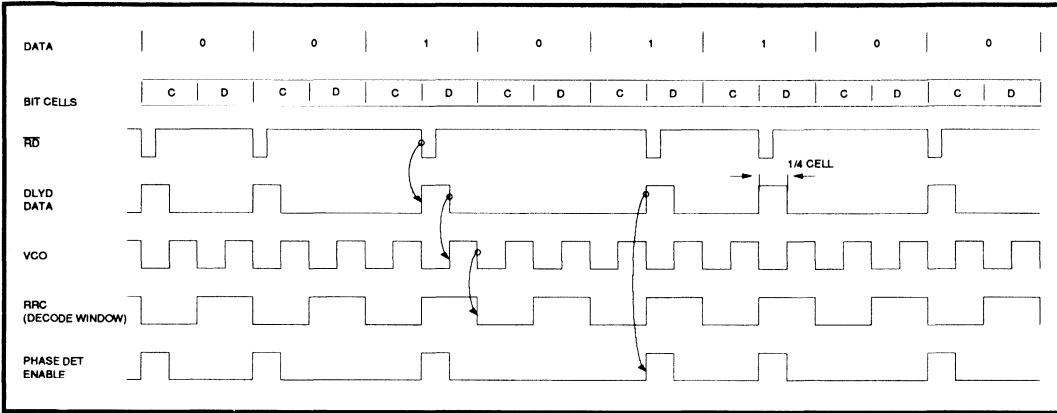 DATA 0 0 1 0 1 1 0 0
BIT CELLS C D C D C D C D C D C D C D C D
RD
1/4 CELL
DLYD
DATA
VCO
RRC
(DECODE WINDOW)
PHASE DET
ENABLE